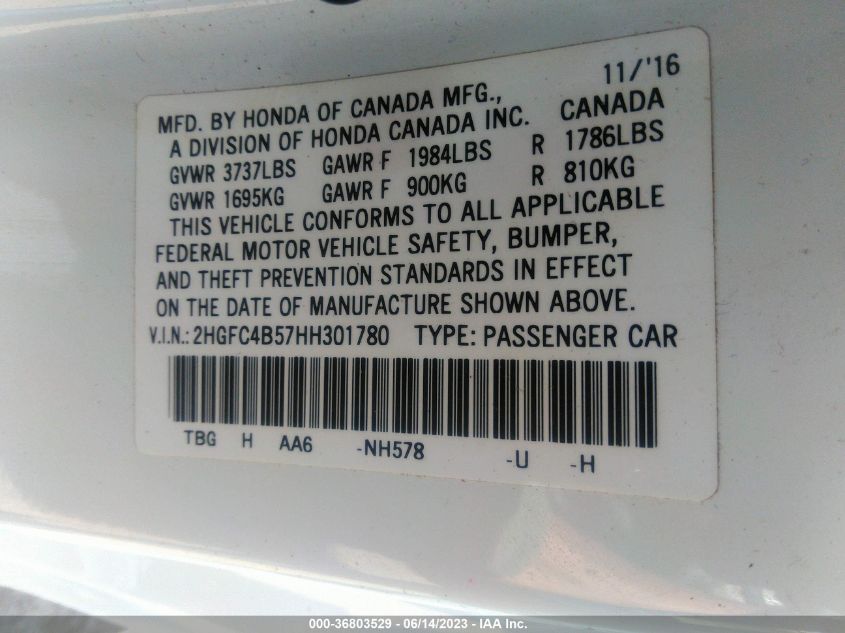 11/'16
MFD. BY HONDA OF CANADA MFG.,
A DIVISION OF HONDA CANADA INC. CANADA
GVWR 3737LBS GAWR F 1984LBS R 1786LBS
GVWR 1695KG GAWR F 900KG R 810KG
THIS VEHICLE CONFORMS TO ALL APPLICABLE
FEDERAL MOTOR VEHICLE SAFETY, BUMPER,
AND THEFT PREVENTION STANDARDS IN EFFECT
ON THE DATE OF MANUFACTURE SHOWN ABOVE.
V.I.N.: 2HGFC4B57HH301780 TYPE: PASSENGER CAR
TBG H AA6 -NH578 -U -H
000-36803529 - 06/14/2023 - IAA Inc.